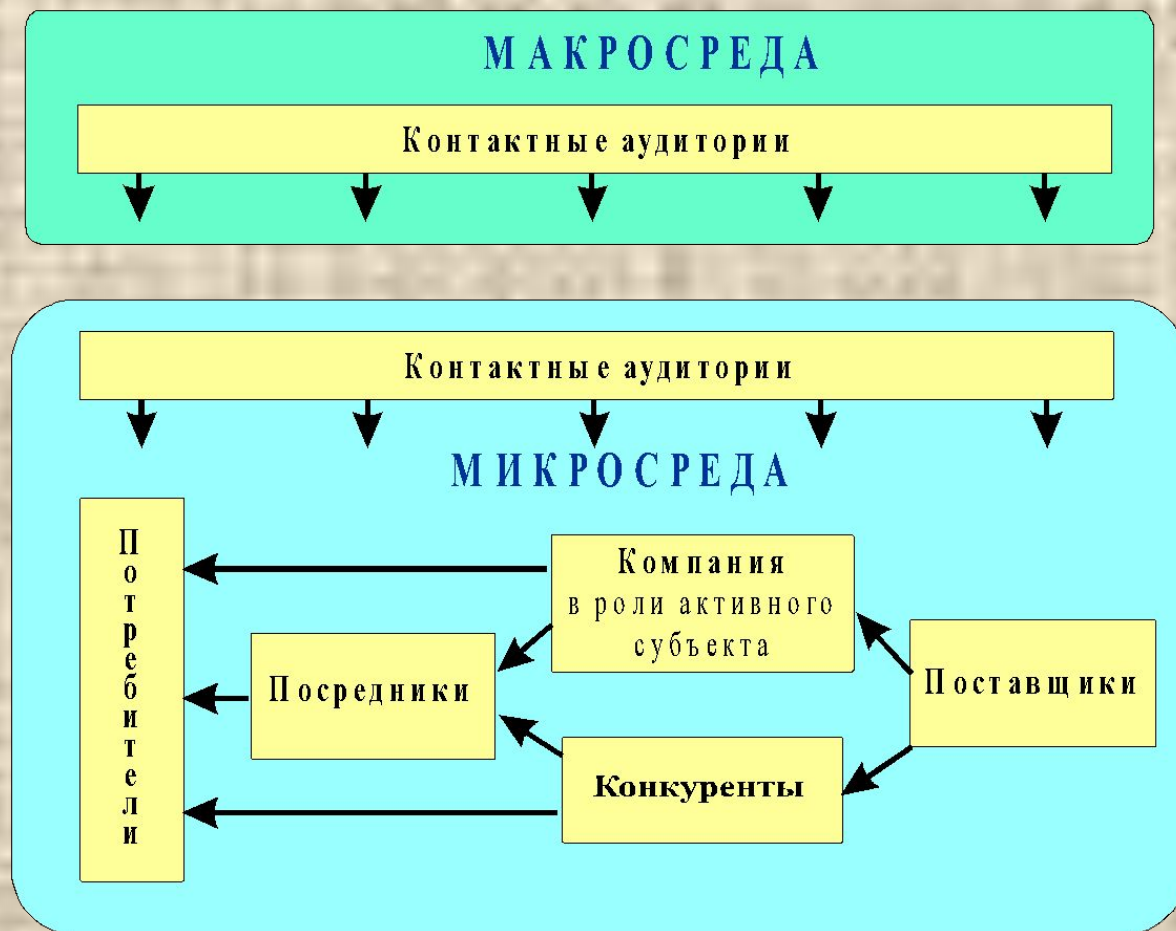 МАКРОСРЕДА
Контактные аудитории
Контактные аудитории
МИКРОСРЕДА
Потребители
Компания
в роли активного
субъекта
Посредники
Поставщики
Конкуренты